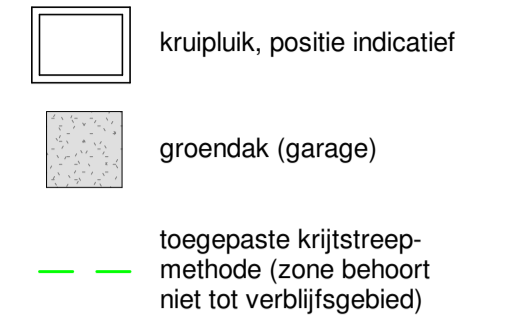 kruipluik, positie indicatief
groendak (garage)
toegepaste krijtstreep-
methode (zone behoort
niet tot verblijfsgebied)